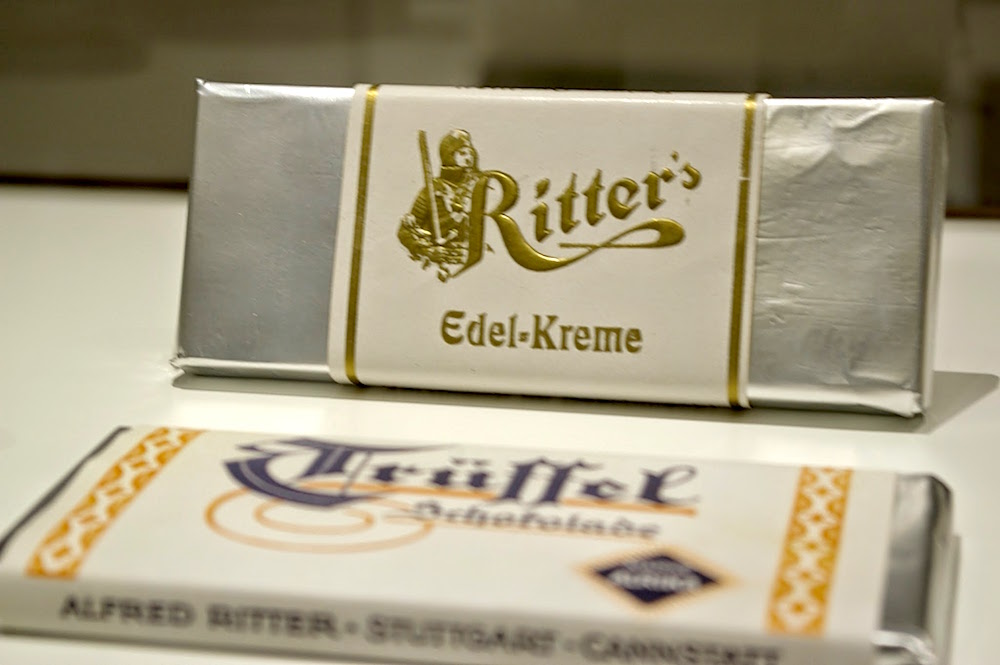 Ritter's
Edel-Kreme
Trüffel
Schokolade
ALFRED RITTER · STUTTGART · CANNSTATT